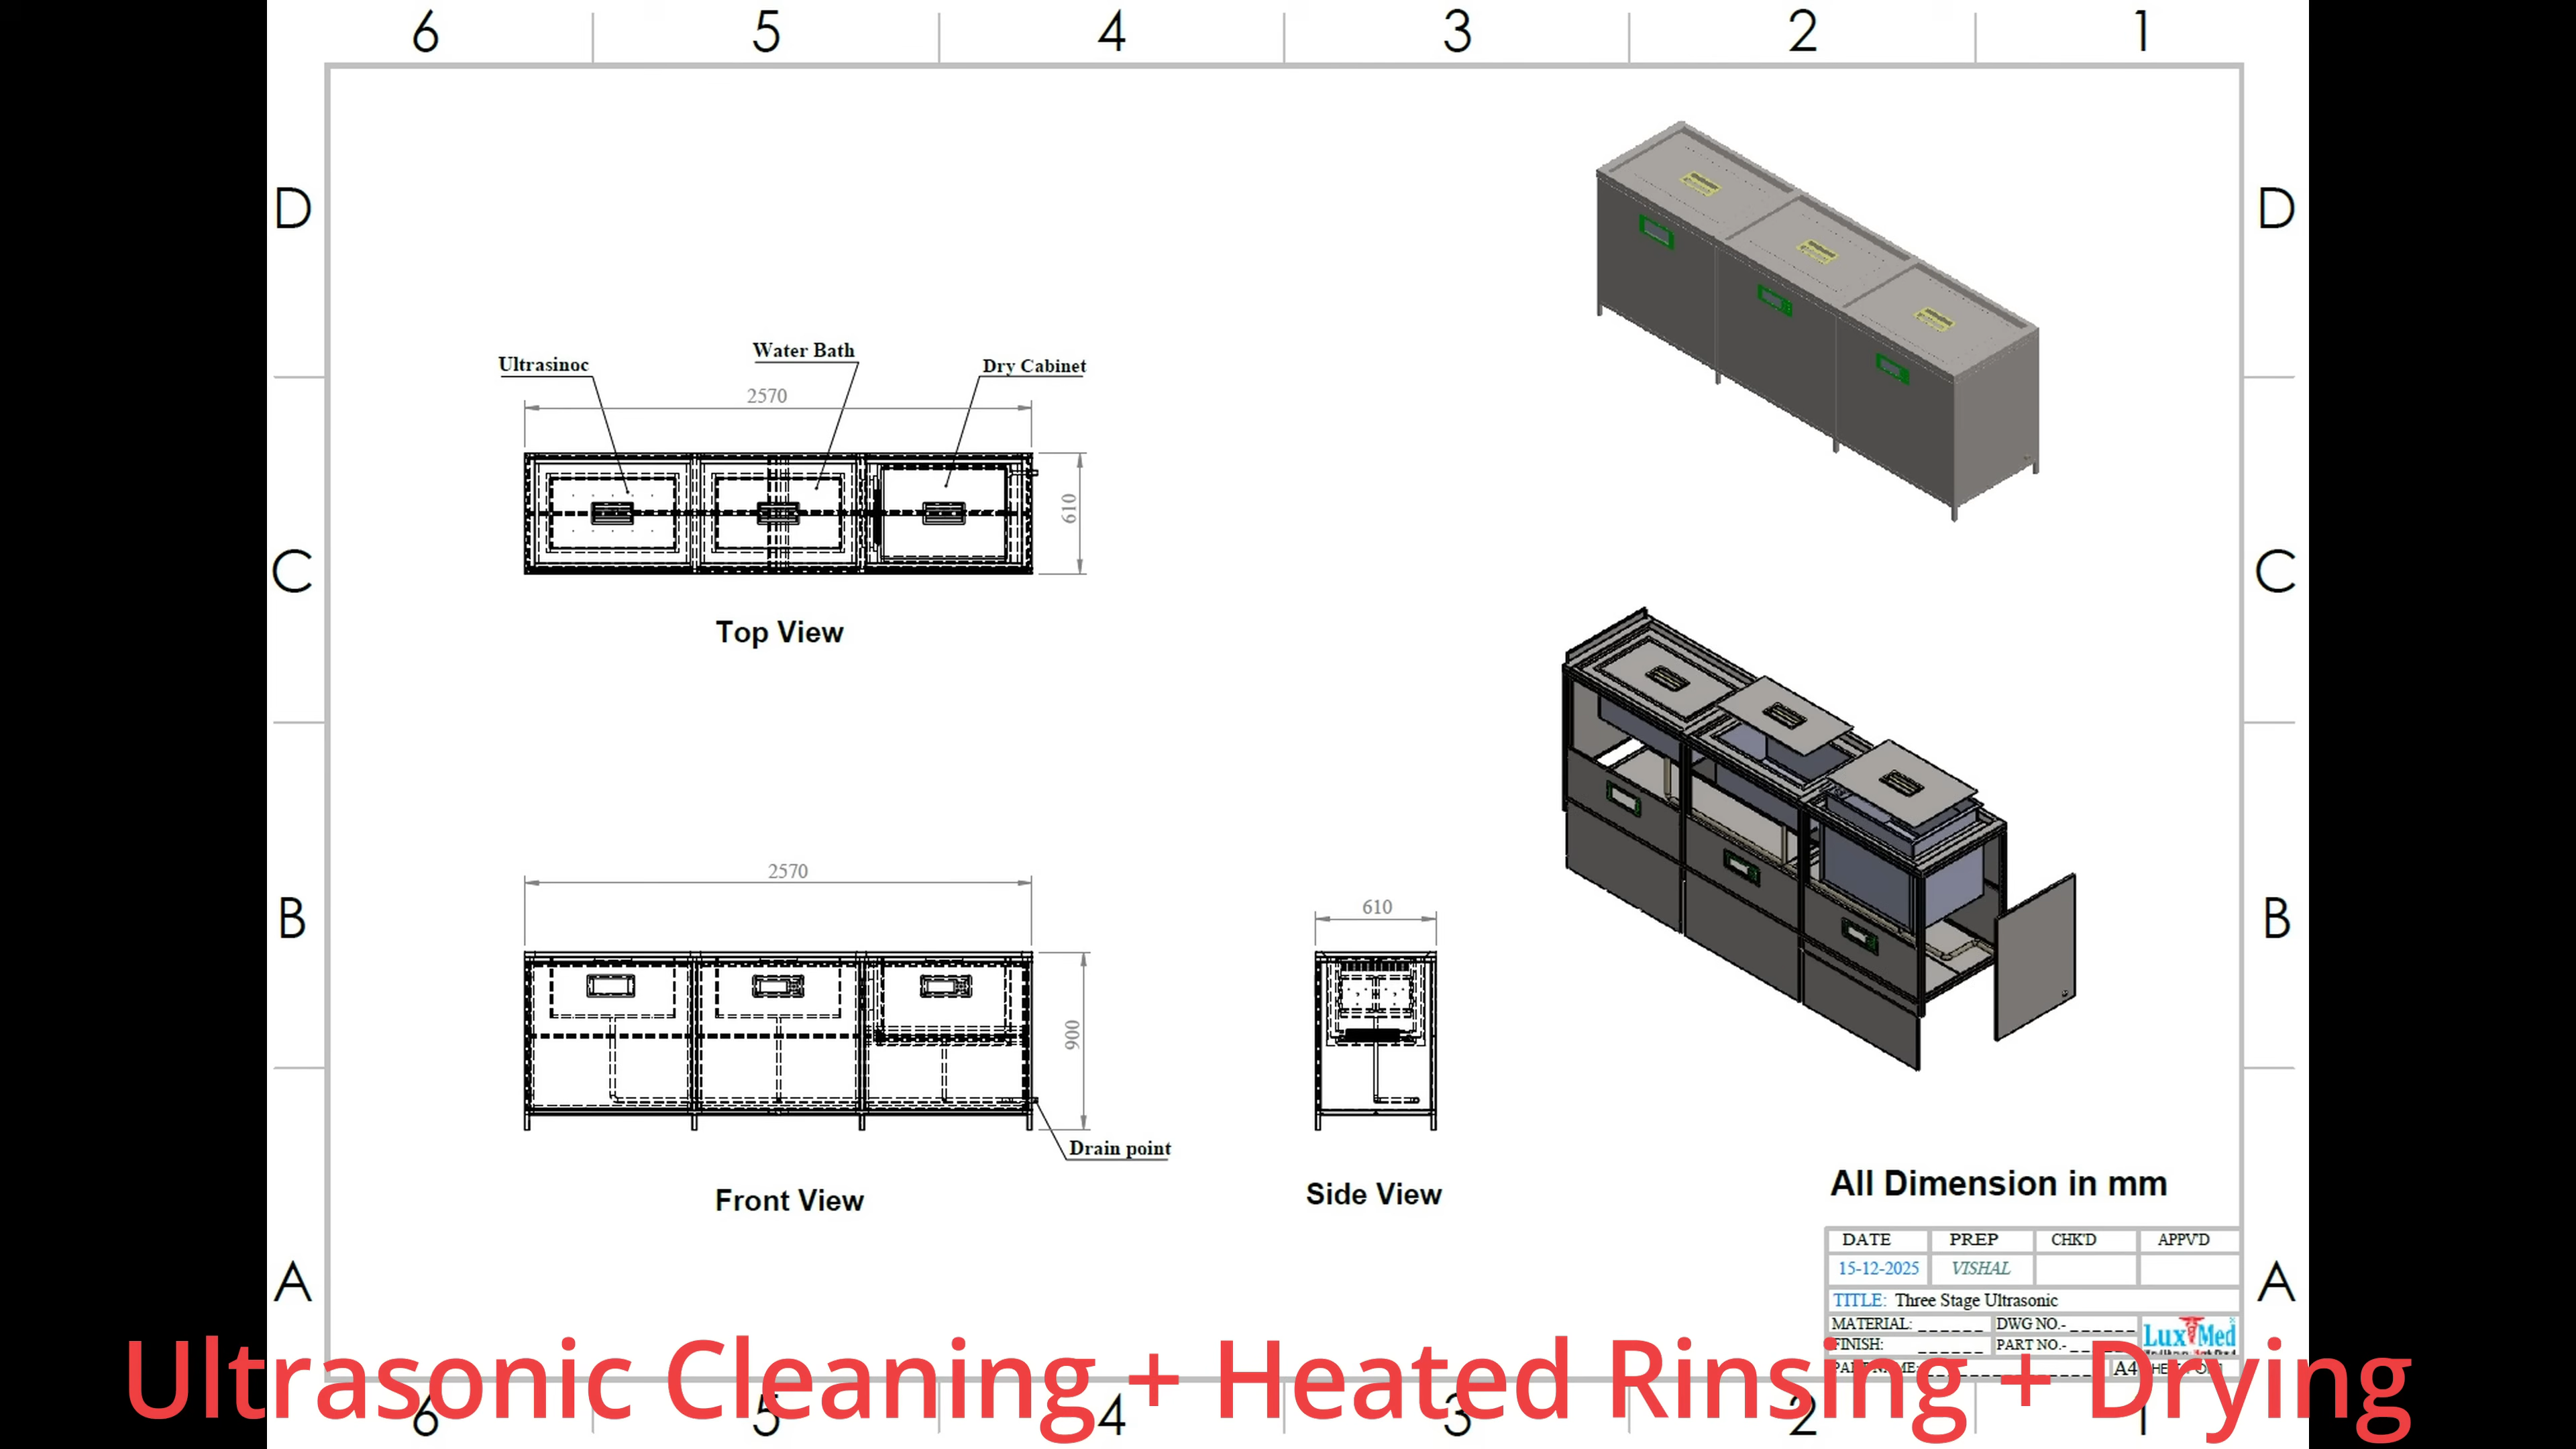 6 5 4 3 2 1
D D
Ultrasinoc
Water Bath
Dry Cabinet
2570
610
C C
Top View
2570
610
B B
900
Drain point
Front View
Side View
All Dimension in mm
DATE PREP CHK'D APPV'D
15-12-2025 VISHAL
A A
TITLE: Three Stage Ultrasonic
MATERIAL: _ _ _ _ _ _ DWG NO.- _ _ _ _ _ _
FINISH: _ _ _ _ _ _ PART NO.-
Lux Med
A4
Ultrasonic Cleaning + Heated Rinsing + Drying
6 5 4 3 2 1